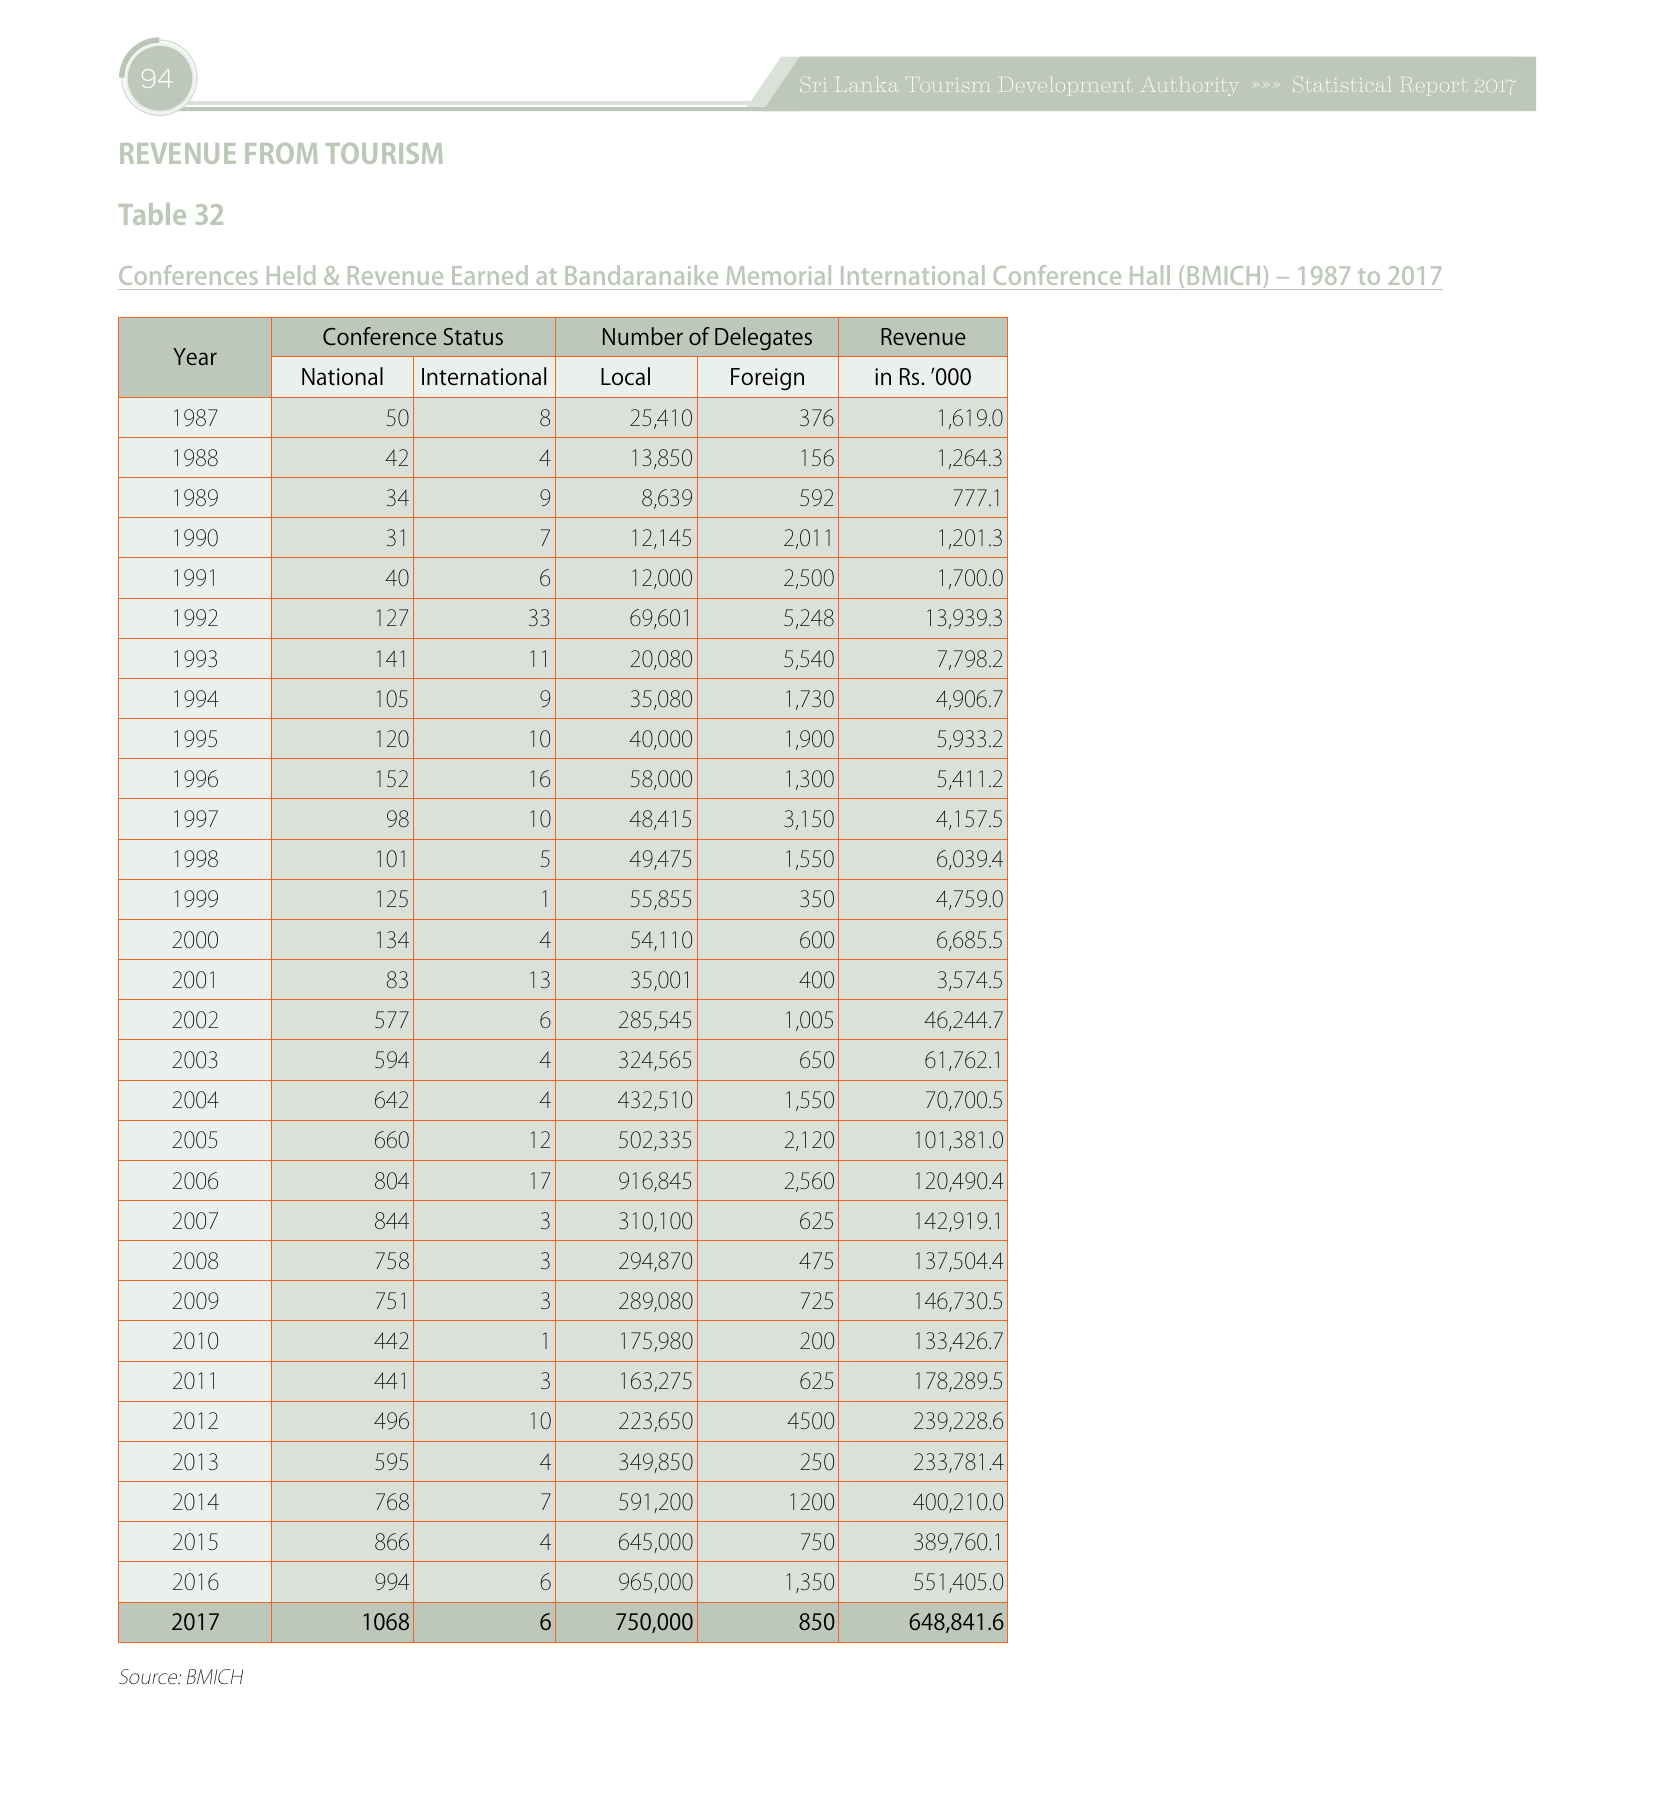 94
Sri Lanka Tourism Development Authority »»» Statistical Report 2017
REVENUE FROM TOURISM
Table 32
Conferences Held & Revenue Earned at Bandaranaike Memorial International Conference Hall (BMICH) – 1987 to 2017
Year Conference Status Number of Delegates Revenue
National International Local Foreign in Rs. ’000
1987 50 8 25,410 376 1,619.0
1988 42 4 13,850 156 1,264.3
1989 34 9 8,639 592 777.1
1990 31 7 12,145 2,011 1,201.3
1991 40 6 12,000 2,500 1,700.0
1992 127 33 69,601 5,248 13,939.3
1993 141 11 20,080 5,540 7,798.2
1994 105 9 35,080 1,730 4,906.7
1995 120 10 40,000 1,900 5,933.2
1996 152 16 58,000 1,300 5,411.2
1997 98 10 48,415 3,150 4,157.5
1998 101 5 49,475 1,550 6,039.4
1999 125 1 55,855 350 4,759.0
2000 134 4 54,110 600 6,685.5
2001 83 13 35,001 400 3,574.5
2002 577 6 285,545 1,005 46,244.7
2003 594 4 324,565 650 61,762.1
2004 642 4 432,510 1,550 70,700.5
2005 660 12 502,335 2,120 101,381.0
2006 804 17 916,845 2,560 120,490.4
2007 844 3 310,100 625 142,919.1
2008 758 3 294,870 475 137,504.4
2009 751 3 289,080 725 146,730.5
2010 442 1 175,980 200 133,426.7
2011 441 3 163,275 625 178,289.5
2012 496 10 223,650 4500 239,228.6
2013 595 4 349,850 250 233,781.4
2014 768 7 591,200 1200 400,210.0
2015 866 4 645,000 750 389,760.1
2016 994 6 965,000 1,350 551,405.0
2017 1068 6 750,000 850 648,841.6
Source: BMICH